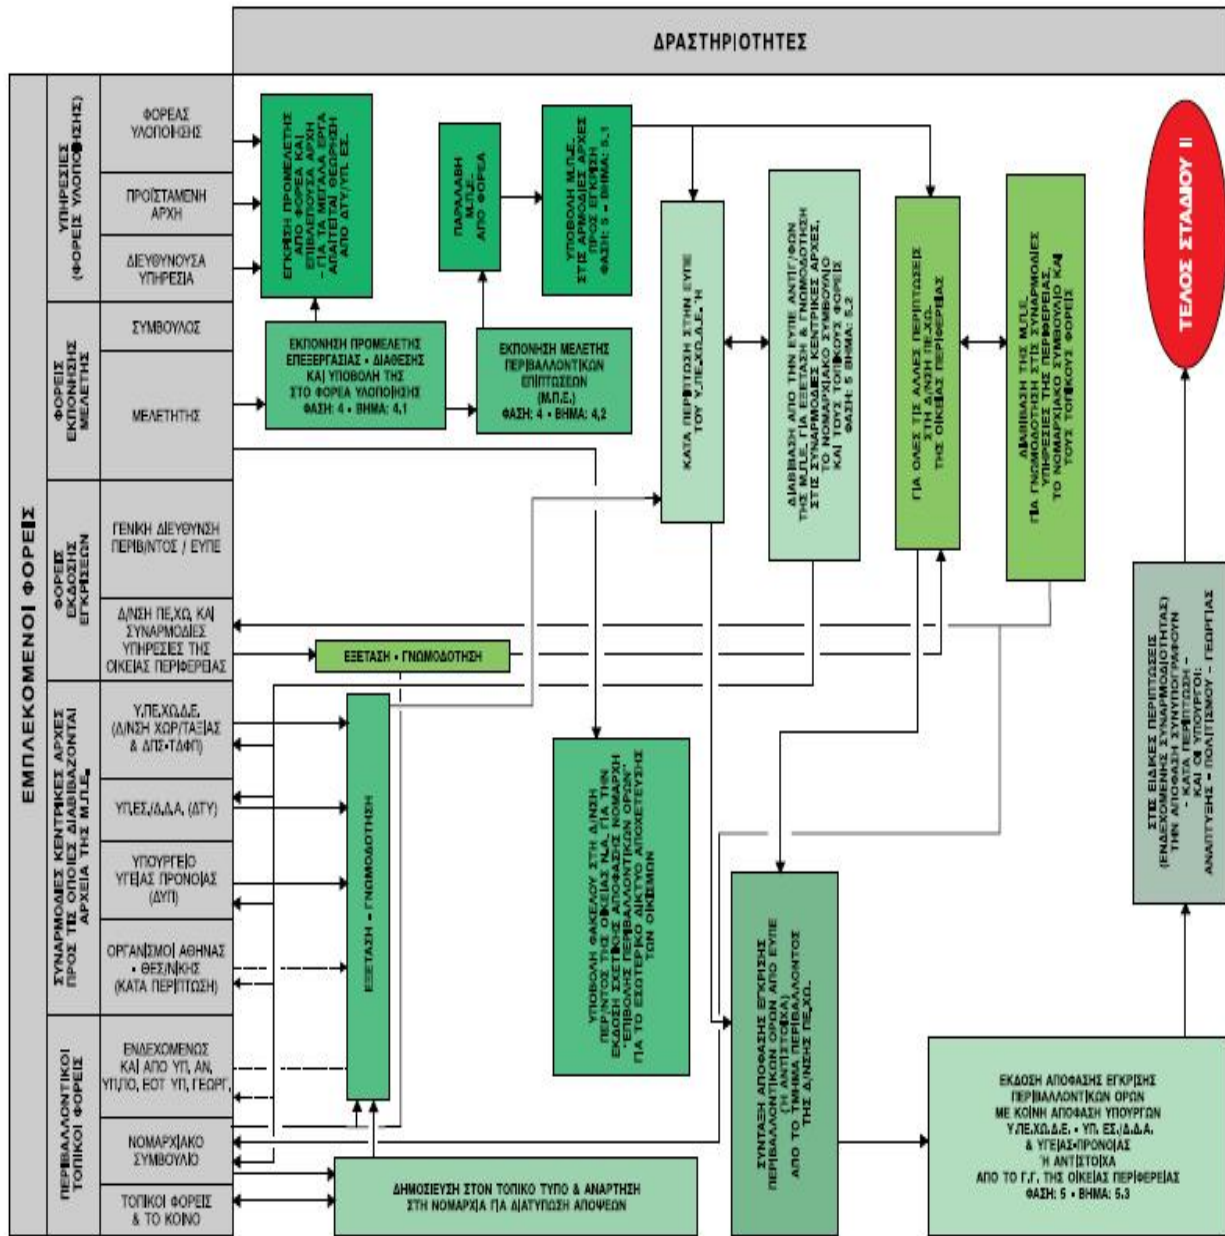 ΔΡΑΣΤΗΡΙΟΤΗΤΕΣ
ΕΜΠΛΕΚΟΜΕΝΟΙ ΦΟΡΕΙΣ
ΥΠΗΡΕΣΙΕΣ
(ΦΟΡΕΙΣ ΥΛΟΠΟΙΗΣΗΣ)
ΦΟΡΕΑΣ
ΥΛΟΠΟΙΗΣΗΣ
ΠΡΟΪΣΤΑΜΕΝΗ
ΑΡΧΗ
ΔΙΕΥΘΥΝΟΥΣΑ
ΥΠΗΡΕΣΙΑ
ΦΟΡΕΙΣ
ΕΚΠΟΝΗΣΗΣ
ΜΕΛΕΤΗΣ
ΣΥΜΒΟΥΛΟΣ
ΜΕΛΕΤΗΤΗΣ
ΦΟΡΕΙΣ
ΕΚΔΟΣΗΣ
ΕΓΚΡΙΣΕΩΝ
ΓΕΝΙΚΗ ΔΙΕΥΘΥΝΣΗ
ΠΕΡΙΒ/ΝΤΟΣ / ΕΥΠΕ
Δ/ΝΣΗ ΠΕ.ΧΩ. ΚΑΙ
ΣΥΝΑΡΜΟΔΙΕΣ
ΥΠΗΡΕΣΙΕΣ ΤΗΣ
ΟΙΚΕΙΑΣ ΠΕΡΙΦΕΡΕΙΑΣ
ΣΥΝΑΡΜΟΔΙΕΣ ΚΕΝΤΡΙΚΕΣ ΑΡΧΕΣ
ΠΡΟΣ ΤΙΣ ΟΠΟΙΕΣ ΔΙΑΒΙΒΑΖΟΝΤΑΙ
ΑΡΧΕΙΑ ΤΗΣ Μ.Π.Ε.
Υ.ΠΕ.ΧΩ.Δ.Ε.
(Δ/ΝΣΗ ΧΩΡ/ΤΑΞΙΑΣ
& ΔΠΣ-ΤΔΦΠ)
ΥΠ.ΕΣ./Δ.Δ.Α. (ΔΤΥ)
ΥΠΟΥΡΓΕΙΟ
ΥΓΕΙΑΣ ΠΡΟΝΟΙΑΣ
(ΔΥΠ)
ΟΡΓΑΝΙΣΜΟΙ ΑΘΗΝΑΣ
- ΘΕΣ/ΝΙΚΗΣ
(ΚΑΤΑ ΠΕΡΙΠΤΩΣΗ)
ΠΕΡΙΒΑΛΛΟΝΤΙΚΟΙ
ΤΟΠΙΚΟΙ ΦΟΡΕΙΣ
ΕΝΔΕΧΟΜΕΝΩΣ
ΚΑΙ ΑΠΟ ΥΠ. ΑΝ.
ΥΠ.ΠΟ. ΕΟΤ ΥΠ. ΓΕΩΡΓ.
ΝΟΜΑΡΧΙΑΚΟ
ΣΥΜΒΟΥΛΙΟ
ΤΟΠΙΚΟΙ ΦΟΡΕΙΣ
& ΤΟ ΚΟΙΝΟ
ΕΓΚΡΙΣΗ ΠΡΟΜΕΛΕΤΗΣ
ΑΠΟ ΦΟΡΕΑ ΚΑΙ
ΕΠΙΒΛΕΠΟΥΣΑ ΑΡΧΗ
- ΓΙΑ ΤΑ ΜΕΓΑΛΑ ΕΡΓΑ
ΑΠΑΙΤΕΙΤΑΙ ΘΕΩΡΗΣΗ
ΑΠΟ ΔΤΥ/ΥΠ. ΕΣ.
ΕΚΠΟΝΗΣΗ ΠΡΟΜΕΛΕΤΗΣ
ΕΠΕΞΕΡΓΑΣΙΑΣ - ΔΙΑΘΕΣΗΣ
ΚΑΙ ΥΠΟΒΟΛΗ ΤΗΣ
ΣΤΟ ΦΟΡΕΑ ΥΛΟΠΟΙΗΣΗΣ
ΦΑΣΗ: 4 - ΒΗΜΑ: 4.1
ΠΑΡΑΛΑΒΗ
Μ.Π.Ε.
ΑΠΟ ΦΟΡΕΑ
ΕΚΠΟΝΗΣΗ ΜΕΛΕΤΗΣ
ΠΕΡΙΒΑΛΛΟΝΤΙΚΩΝ
ΕΠΙΠΤΩΣΕΩΝ
(Μ.Π.Ε.)
ΦΑΣΗ: 4 - ΒΗΜΑ: 4.2
ΥΠΟΒΟΛΗ Μ.Π.Ε.
ΣΤΙΣ ΑΡΜΟΔΙΕΣ ΑΡΧΕΣ
ΠΡΟΣ ΕΓΚΡΙΣΗ
ΦΑΣΗ: 5 - ΒΗΜΑ: 5.1
ΚΑΤΑ ΠΕΡΙΠΤΩΣΗ ΣΤΗΝ ΕΥΠΕ
ΤΟΥ Υ.ΠΕ.ΧΩ.Δ.Ε. Ή
ΔΙΑΒΙΒΑΣΗ ΑΠΟ ΤΗΝ ΕΥΠΕ ΑΝΤΙΓ/ΦΩΝ
ΤΗΣ Μ.Π.Ε. ΓΙΑ ΕΞΕΤΑΣΗ & ΓΝΩΜΟΔΟΤΗΣΗ
ΣΤΙΣ ΣΥΝΑΡΜΟΔΙΕΣ ΚΕΝΤΡΙΚΕΣ ΑΡΧΕΣ,
ΤΟ ΝΟΜΑΡΧΙΑΚΟ ΣΥΜΒΟΥΛΙΟ
ΚΑΙ ΤΟΥΣ ΤΟΠΙΚΟΥΣ ΦΟΡΕΙΣ
ΦΑΣΗ: 5 ΒΗΜΑ: 5.2
ΓΙΑ ΟΛΕΣ ΤΙΣ ΑΛΛΕΣ ΠΕΡΙΠΤΩΣΕΙΣ
ΣΤΗ Δ/ΝΣΗ ΠΕ.ΧΩ.
ΤΗΣ ΟΙΚΕΙΑΣ ΠΕΡΙΦΕΡΕΙΑΣ
ΔΙΑΒΙΒΑΣΗ ΤΗΣ Μ.Π.Ε.
ΓΙΑ ΓΝΩΜΟΔΟΤΗΣΗ ΣΤΙΣ ΣΥΝΑΡΜΟΔΙΕΣ
ΥΠΗΡΕΣΙΕΣ ΤΗΣ ΠΕΡΙΦΕΡΕΙΑΣ,
ΤΟ ΝΟΜΑΡΧΙΑΚΟ ΣΥΜΒΟΥΛΙΟ ΚΑΙ
ΤΟΥΣ ΤΟΠΙΚΟΥΣ ΦΟΡΕΙΣ
ΤΕΛΟΣ ΣΤΑΔΙΟΥ ΙΙ
ΕΞΕΤΑΣΗ - ΓΝΩΜΟΔΟΤΗΣΗ
ΕΞΕΤΑΣΗ - ΓΝΩΜΟΔΟΤΗΣΗ
ΥΠΟΒΟΛΗ ΦΑΚΕΛΟΥ ΣΤΗ Δ/ΝΣΗ
ΠΕΡ/ΝΤΟΣ ΤΗΣ ΟΙΚΕΙΑΣ Ν.Α. ΓΙΑ ΤΗΝ
ΕΚΔΟΣΗ ΣΧΕΤΙΚΗΣ ΑΠΟΦΑΣΗΣ ΝΟΜΑΡΧΗ
"ΕΠΙΒΟΛΗΣ ΠΕΡΙΒΑΛΛΟΝΤΙΚΩΝ ΟΡΩΝ"
ΓΙΑ ΤΟ ΕΣΩΤΕΡΙΚΟ ΔΙΚΤΥΟ ΑΠΟΧΕΤΕΥΣΗΣ
ΤΩΝ ΟΙΚΙΣΜΩΝ
ΣΥΝΤΑΞΗ ΑΠΟΦΑΣΗΣ ΕΓΚΡΙΣΗΣ
ΠΕΡΙΒΑΛΛΟΝΤΙΚΩΝ ΟΡΩΝ ΑΠΟ ΕΥΠΕ
(Ή ΑΝΤΙΣΤΟΙΧΑ)
ΑΠΟ ΤΟ ΤΜΗΜΑ ΠΕΡΙΒΑΛΛΟΝΤΟΣ
ΤΗΣ Δ/ΝΣΗΣ ΠΕ.ΧΩ.
ΣΤΙΣ ΕΙΔΙΚΕΣ ΠΕΡΙΠΤΩΣΕΙΣ
(ΕΝΔΕΧΟΜΕΝΗΣ ΣΥΝΑΡΜΟΔΙΟΤΗΤΑΣ)
ΤΗΝ ΑΠΟΦΑΣΗ ΣΥΝΥΠΟΓΡΑΦΟΥΝ
- ΚΑΤΑ ΠΕΡΙΠΤΩΣΗ -
ΚΑΙ ΟΙ ΥΠΟΥΡΓΟΙ:
ΑΝΑΠΤΥΞΗΣ - ΠΟΛΙΤΙΣΜΟΥ - ΓΕΩΡΓΙΑΣ
ΔΗΜΟΣΙΕΥΣΗ ΣΤΟΝ ΤΟΠΙΚΟ ΤΥΠΟ & ΑΝΑΡΤΗΣΗ
ΣΤΗ ΝΟΜΑΡΧΙΑ ΓΙΑ ΔΙΑΤΥΠΩΣΗ ΑΠΟΨΕΩΝ
ΕΚΔΟΣΗ ΑΠΟΦΑΣΗΣ ΕΓΚΡΙΣΗΣ
ΠΕΡΙΒΑΛΛΟΝΤΙΚΩΝ ΟΡΩΝ
ΜΕ ΚΟΙΝΗ ΑΠΟΦΑΣΗ ΥΠΟΥΡΓΩΝ
Υ.ΠΕ.ΧΩ.Δ.Ε. - ΥΠ. ΕΣ./Δ.Δ.Α
& ΥΓΕΙΑΣ-ΠΡΟΝΟΙΑΣ
Ή ΑΝΤΙΣΤΟΙΧΑ
ΑΠΟ ΤΟ Γ.Γ. ΤΗΣ ΟΙΚΕΙΑΣ ΠΕΡΙΦΕΡΕΙΑΣ
ΦΑΣΗ: 5 - ΒΗΜΑ: 5.3